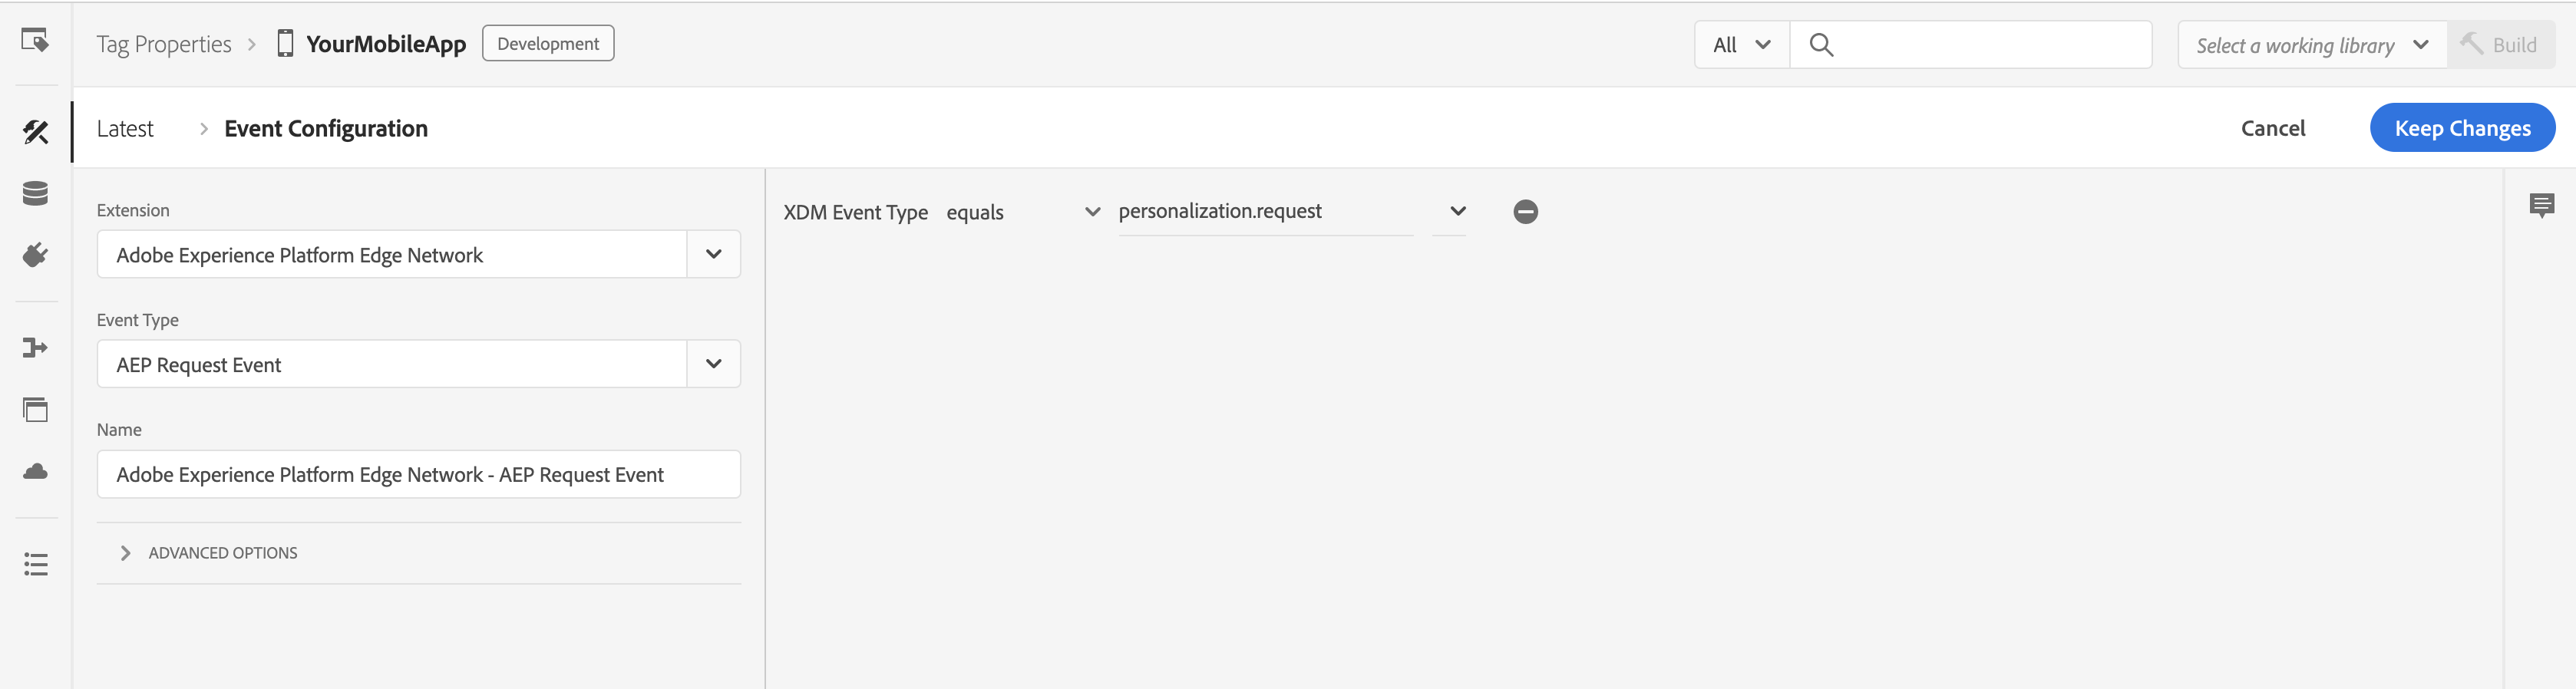 Tag Properties > YourMobileApp Development
All
Select a working library
Build
Latest > Event Configuration
Cancel
Keep Changes
Extension
Adobe Experience Platform Edge Network
Event Type
AEP Request Event
Name
Adobe Experience Platform Edge Network - AEP Request Event
ADVANCED OPTIONS
XDM Event Type equals personalization.request